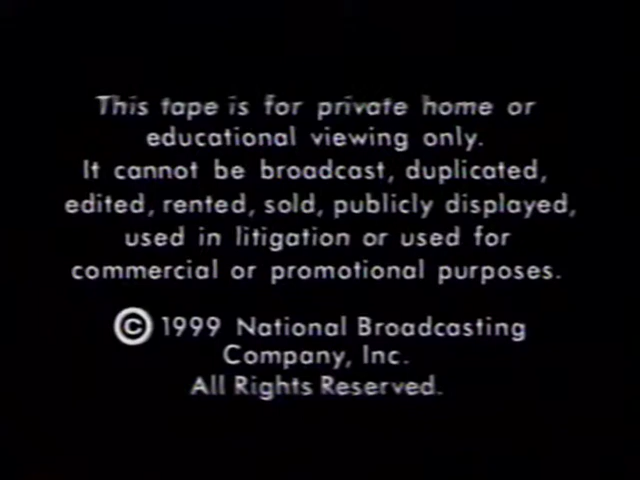 This tape is for private home or
educational viewing only.
It cannot be broadcast, duplicated,
edited, rented, sold, publicly displayed,
used in litigation or used for
commercial or promotional purposes.
© 1999 National Broadcasting
Company, Inc.
All Rights Reserved.